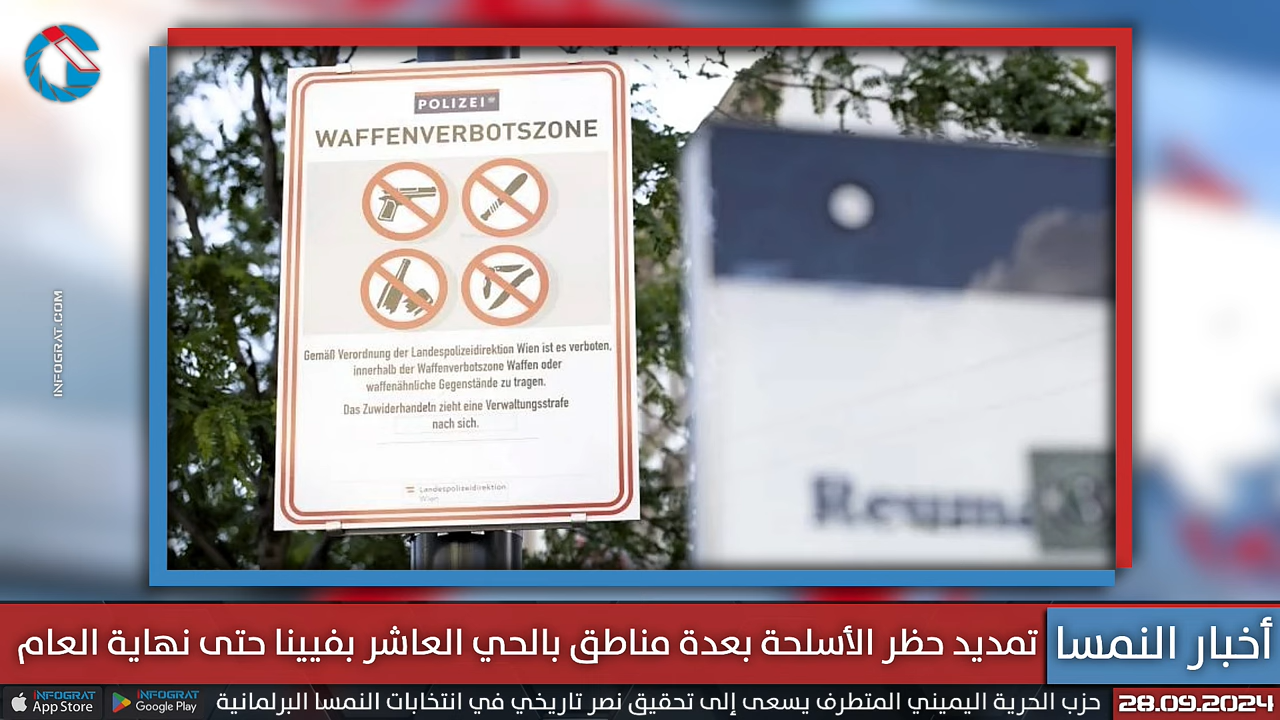 INFOGRAT.COM
POLIZEI
WAFFENVERBOTSZONE
Gemäß Verordnung der Landespolizeidirektion Wien ist es verboten,
innerhalb der Waffenverbotszone Waffen oder
waffenähnliche Gegenstände zu tragen.
Das Zuwiderhandeln zieht eine Verwaltungsstrafe
nach sich.
Landespolizeidirektion
Wien
أخبار النمسا
تمديد حظر الأسلحة بعدة مناطق بالحي العاشر بفيينا حتى نهاية العام
28.09.2024
حزب الحرية اليميني المتطرف يسعى إلى تحقيق نصر تاريخي في انتخابات النمسا البرلمانية
INFOGRAT
Google Play
INFOGRAT
App Store